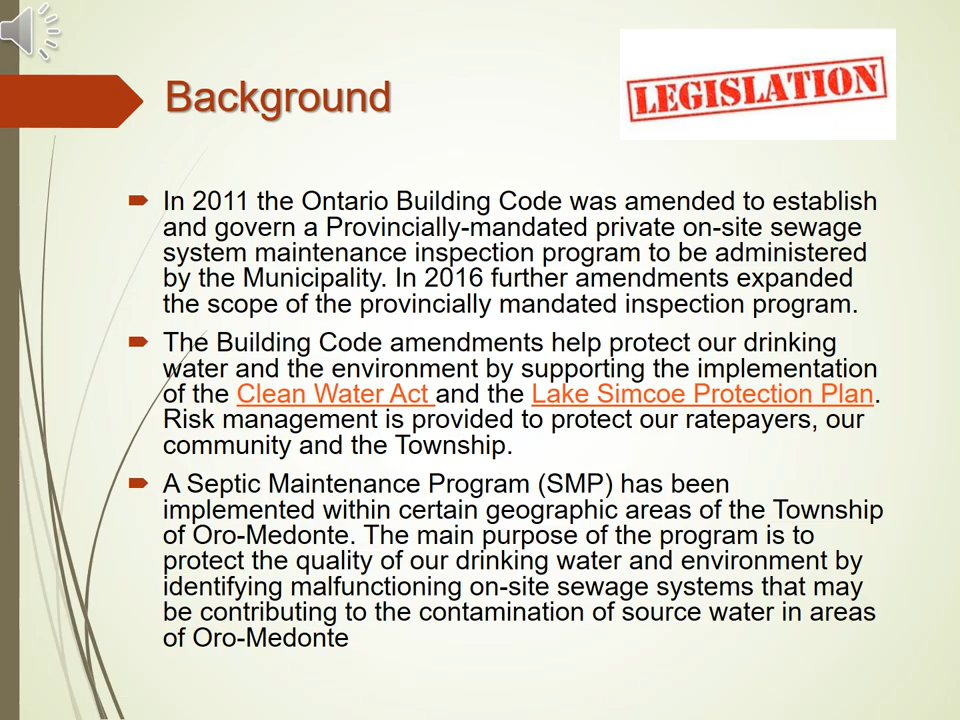 Background
LEGISLATION
In 2011 the Ontario Building Code was amended to establish
and govern a Provincially-mandated private on-site sewage
system maintenance inspection program to be administered
by the Municipality. In 2016 further amendments expanded
the scope of the provincially mandated inspection program.
The Building Code amendments help protect our drinking
water and the environment by supporting the implementation
of the Clean Water Act and the Lake Simcoe Protection Plan.
Risk management is provided to protect our ratepayers, our
community and the Township.
A Septic Maintenance Program (SMP) has been
implemented within certain geographic areas of the Township
of Oro-Medonte. The main purpose of the program is to
protect the quality of our drinking water and environment by
identifying malfunctioning on-site sewage systems that may
be contributing to the contamination of source water in areas
of Oro-Medonte